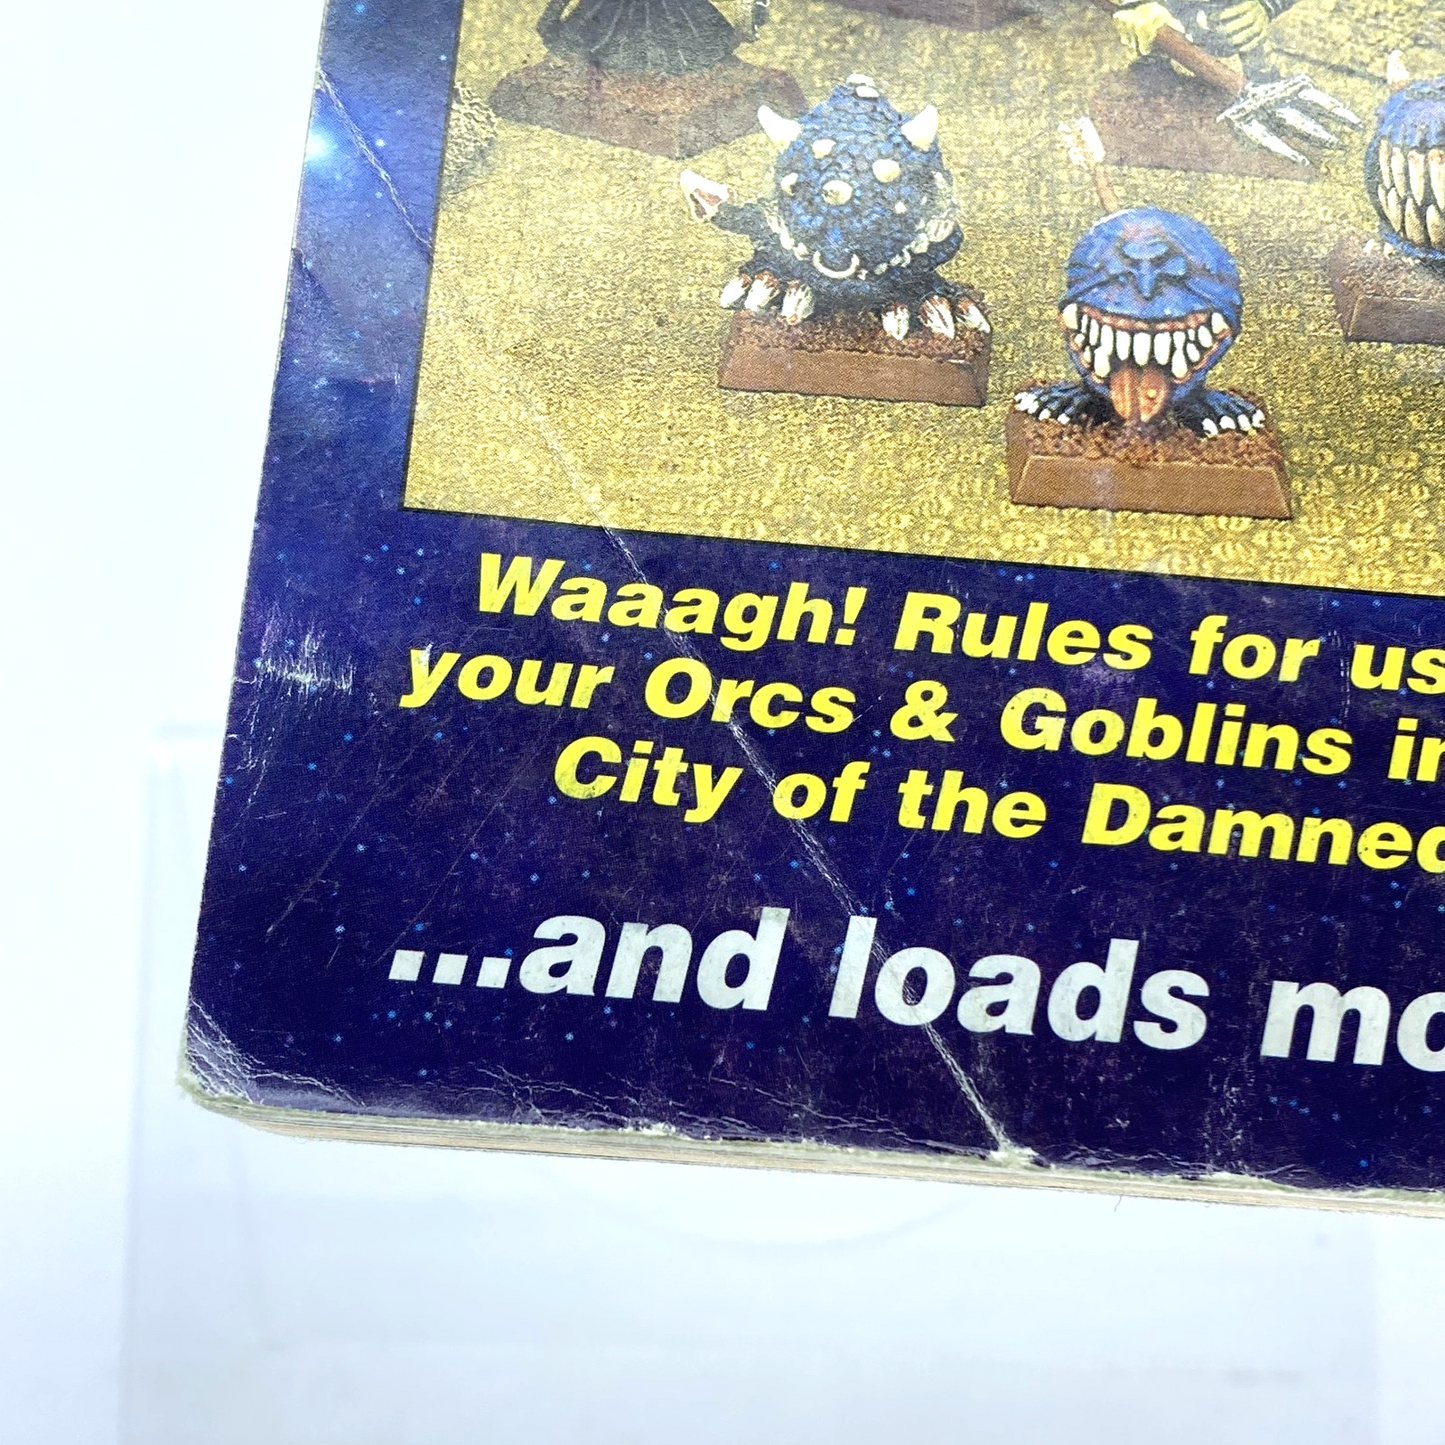 Waaagh! Rules for us
your Orcs & Goblins in
City of the Damned
...and loads mo